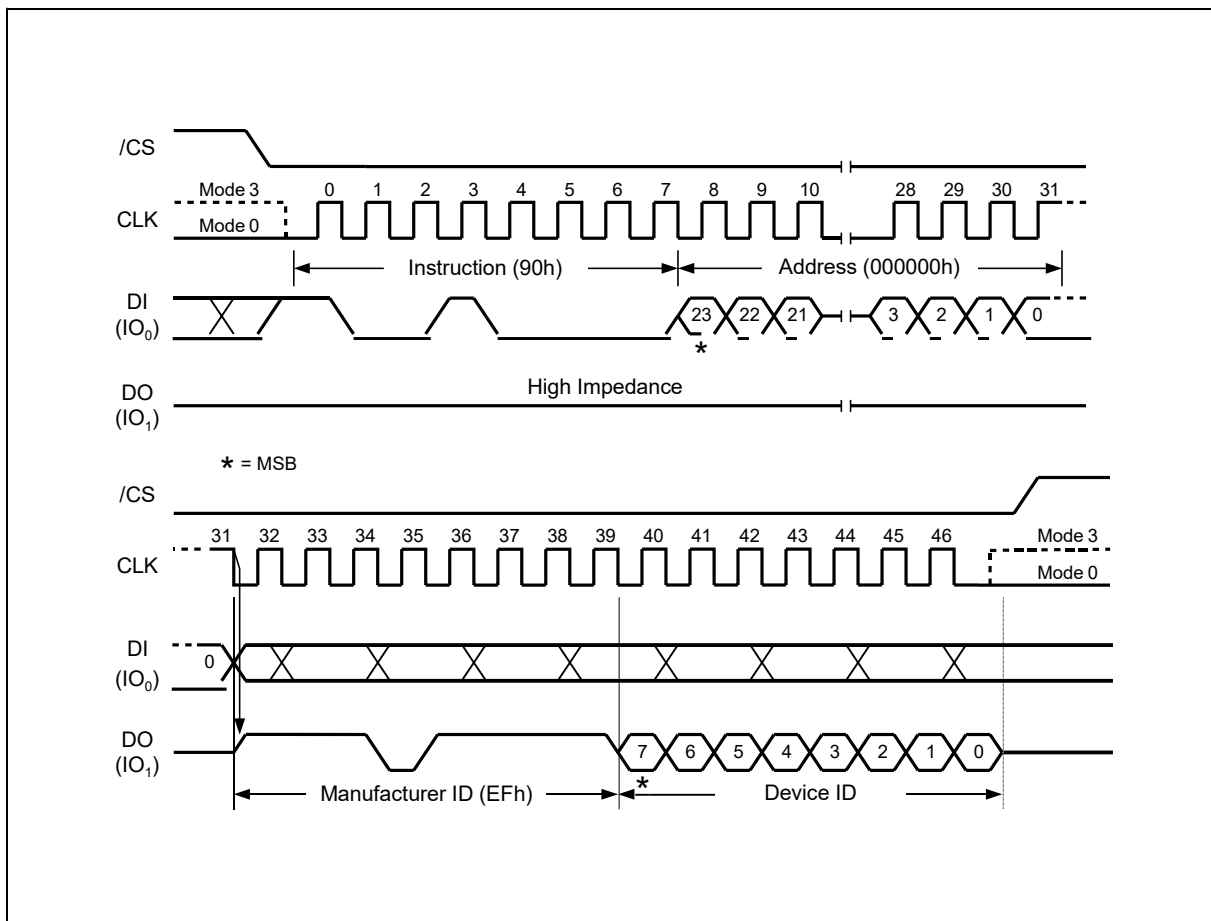 /CS
Mode 3 0 1 2 3 4 5 6 7 8 9 10 28 29 30 31
CLK
Mode 0
Instruction (90h) Address (000000h)
DI
(IO0)
23 22 21 3 2 1 0
*
DO
(IO1)
High Impedance
* = MSB
/CS
31 32 33 34 35 36 37 38 39 40 41 42 43 44 45 46 Mode 3
CLK
Mode 0
DI
(IO0)
0
DO
(IO1)
7 6 5 4 3 2 1 0
*
Manufacturer ID (EFh) Device ID